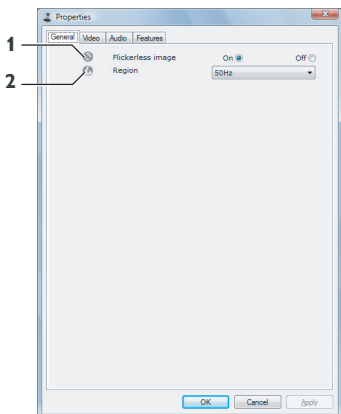 Properties
General Video Audio Features
1 Flickerless image On Off
2 Region 50Hz
OK Cancel Apply